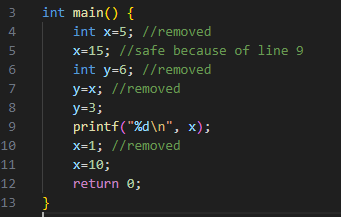 3 int main() {
4     int x=5; //removed
5     x=15; //safe because of line 9
6     int y=6; //removed
7     y=x; //removed
8     y=3;
9     printf("%d\n", x);
10     x=1; //removed
11     x=10;
12     return 0;
13 }